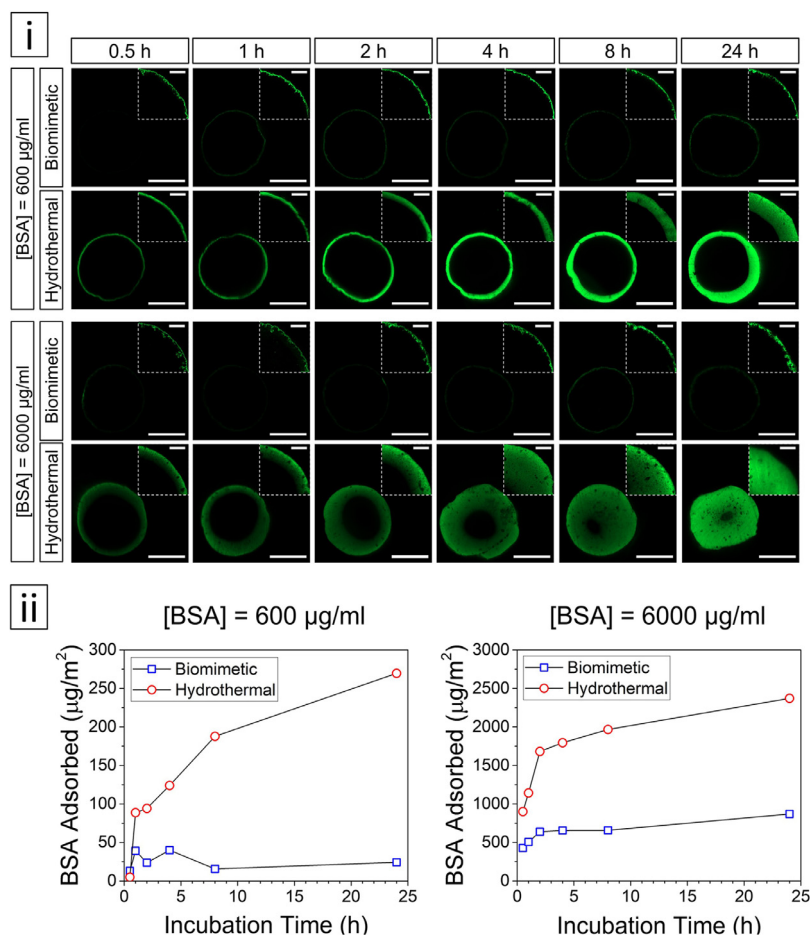 i
0.5 h 1 h 2 h 4 h 8 h 24 h
[BSA] = 600 µg/ml
Biomimetic
Hydrothermal
[BSA] = 6000 µg/ml
Biomimetic
Hydrothermal
ii
[BSA] = 600 µg/ml
BSA Adsorbed (µg/m²)
300
250
200
150
100
50
0
Biomimetic
Hydrothermal
0 5 10 15 20 25
Incubation Time (h)
[BSA] = 6000 µg/ml
BSA Adsorbed (µg/m²)
3000
2500
2000
1500
1000
500
0
Biomimetic
Hydrothermal
0 5 10 15 20 25
Incubation Time (h)